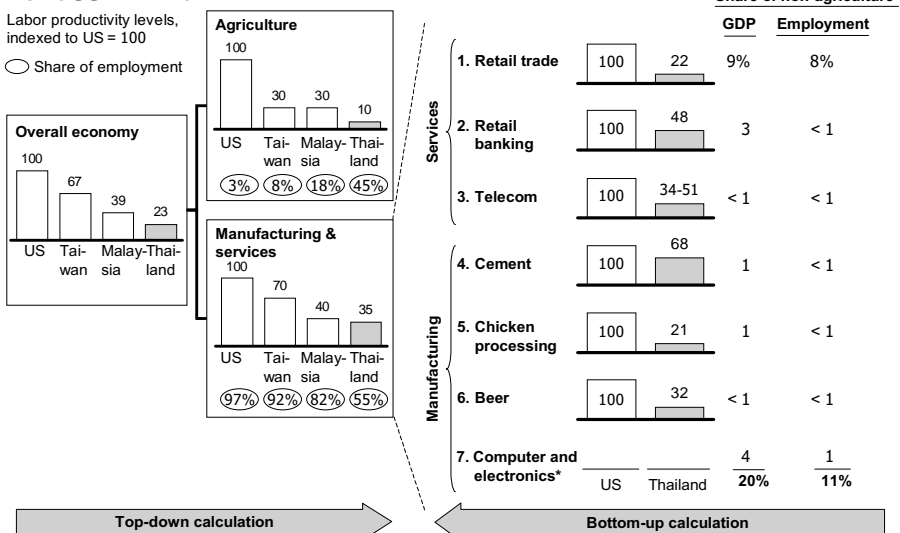 Labor productivity levels,
indexed to US = 100
Share of employment
Overall economy
100
67
39
23
US
Tai-
wan
Malay-
sia
Thai-
land
Agriculture
100
30
30
10
US
Tai-
wan
Malay-
sia
Thai-
land
3%
8%
18%
45%
Manufacturing &
services
100
70
40
35
US
Tai-
wan
Malay-
sia
Thai-
land
97%
92%
82%
55%
GDP
Employment
Services
1. Retail trade
100
22
9%
8%
2. Retail
banking
100
48
3
< 1
3. Telecom
100
34-51
< 1
< 1
Manufacturing
4. Cement
100
68
1
< 1
5. Chicken
processing
100
21
1
< 1
6. Beer
100
32
< 1
< 1
7. Computer and
electronics*
US
Thailand
4
1
20%
11%
Top-down calculation
Bottom-up calculation